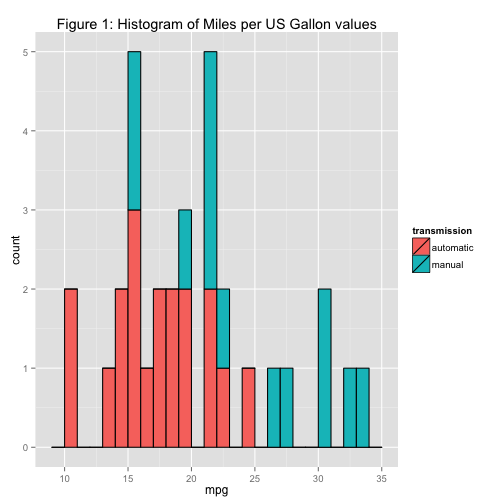 Figure 1: Histogram of Miles per US Gallon values
5
4
3
2
1
0
count
10 15 20 25 30 35
mpg
transmission
automatic
manual